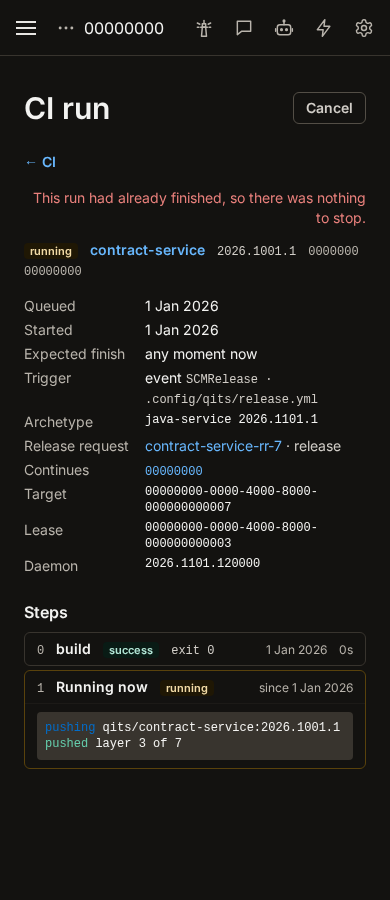 ··· 00000000
CI run
Cancel
← CI
This run had already finished, so there was nothing
to stop.
running contract-service 2026.1001.1 0000000
00000000
Queued 1 Jan 2026
Started 1 Jan 2026
Expected finish any moment now
Trigger event SCMRelease ·
.config/qits/release.yml
Archetype java-service 2026.1101.1
Release request contract-service-rr-7 · release
Continues 00000000
Target 00000000-0000-4000-8000-
000000000007
Lease 00000000-0000-4000-8000-
000000000003
Daemon 2026.1101.120000
Steps
0 build success exit 0 1 Jan 2026 0s
1 Running now running since 1 Jan 2026
pushing qits/contract-service:2026.1001.1
pushed layer 3 of 7